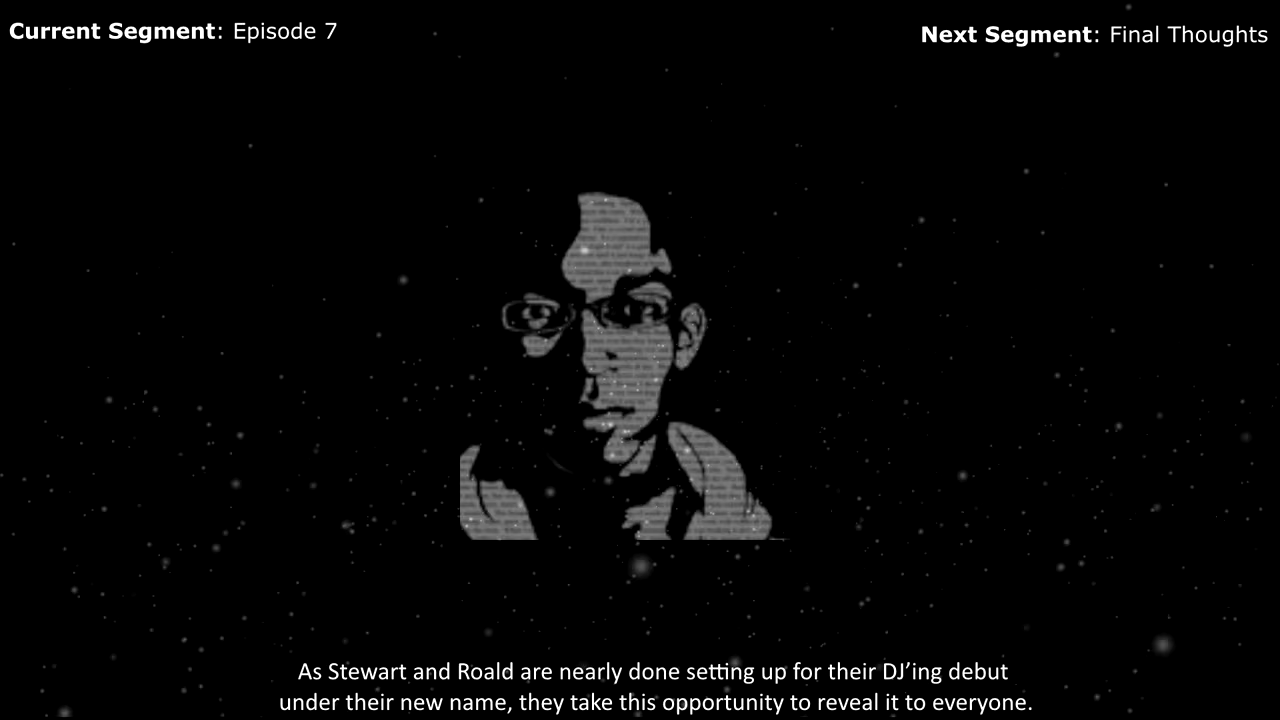 Current Segment: Episode 7
Next Segment: Final Thoughts
As Stewart and Roald are nearly done setting up for their DJ’ing debut
under their new name, they take this opportunity to reveal it to everyone.